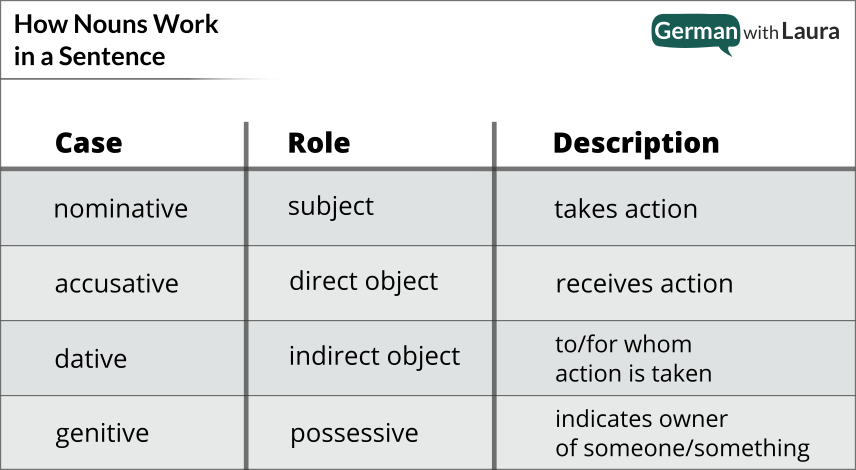 How Nouns Work
in a Sentence
German with Laura
Case Role Description
nominative subject takes action
accusative direct object receives action
dative indirect object to/for whom
action is taken
genitive possessive indicates owner
of someone/something